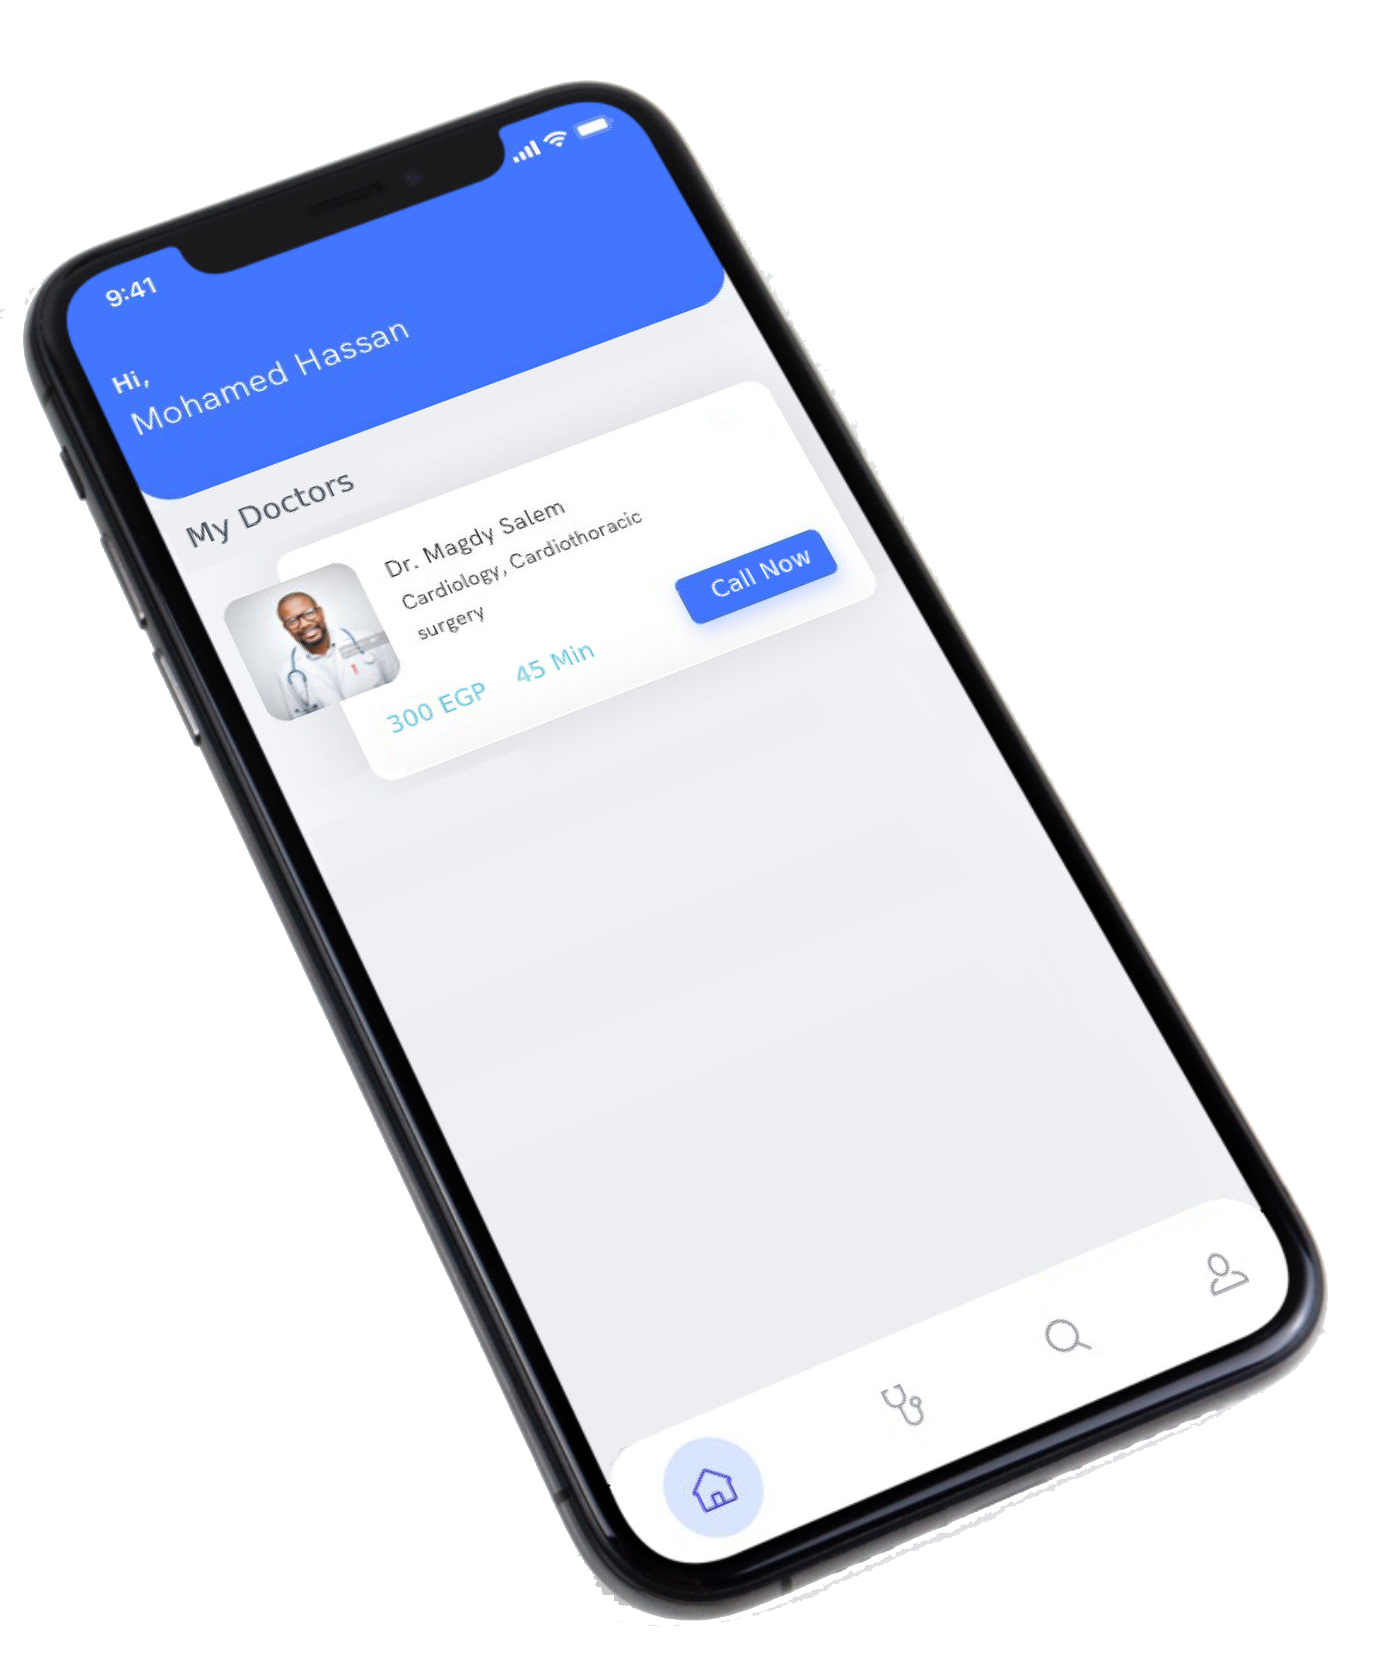 9:41
Hi,
Mohamed Hassan
My Doctors
Dr. Magdy Salem
Cardiology, Cardiothoracic
surgery
300 EGP 45 Min
Call Now